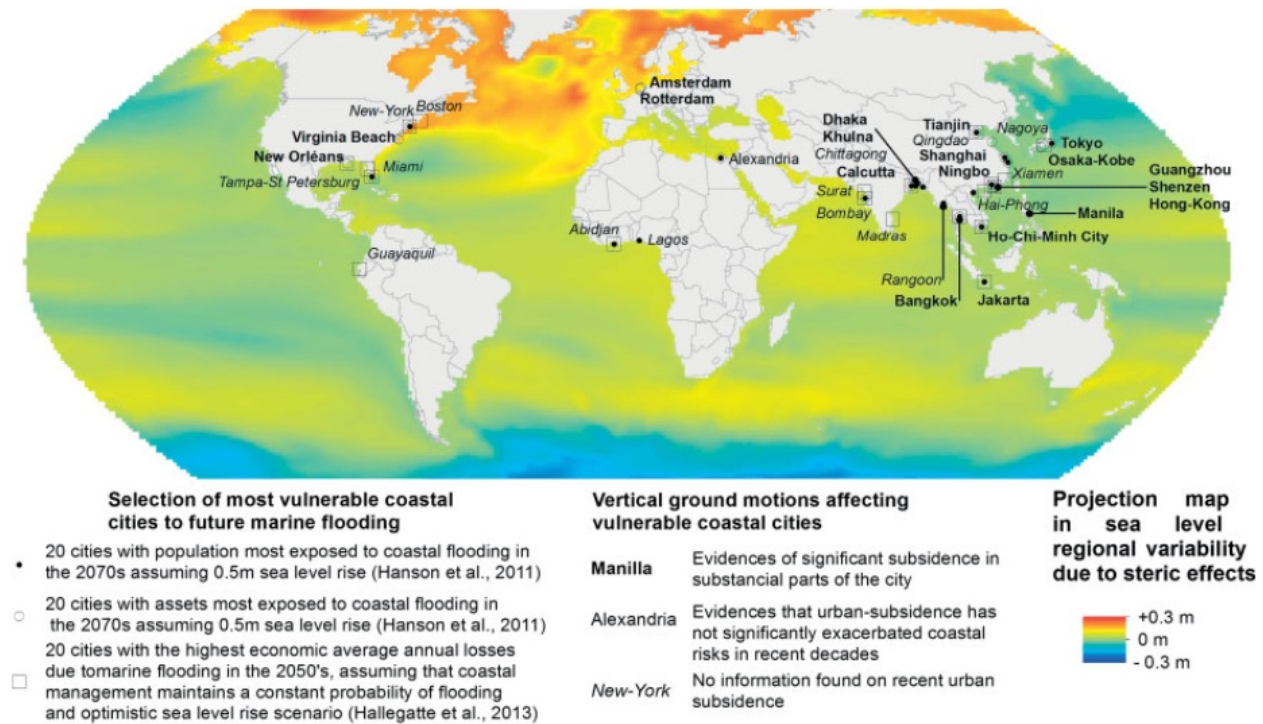 Amsterdam
Rotterdam
New-York
Boston
Virginia Beach
New Orléans
Miami
Tampa-St Petersburg
Guayaquil
Abidjan
Lagos
Alexandria
Dhaka
Khulna
Chittagong
Calcutta
Surat
Bombay
Madras
Rangoon
Bangkok
Tianjin
Qingdao
Shanghai
Ningbo
Nagoya
Tokyo
Osaka-Kobe
Xiamen
Guangzhou
Shenzen
Hong-Kong
Hai-Phong
Manila
Ho-Chi-Minh City
Jakarta
Selection of most vulnerable coastal
cities to future marine flooding
20 cities with population most exposed to coastal flooding in
the 2070s assuming 0.5m sea level rise (Hanson et al., 2011)
20 cities with assets most exposed to coastal flooding in
the 2070s assuming 0.5m sea level rise (Hanson et al., 2011)
20 cities with the highest economic average annual losses
due tomarine flooding in the 2050's, assuming that coastal
management maintains a constant probability of flooding
and optimistic sea level rise scenario (Hallegatte et al., 2013)
Vertical ground motions affecting
vulnerable coastal cities
Manilla
Evidences of significant subsidence in
substancial parts of the city
Alexandria
Evidences that urban-subsidence has
not significantly exacerbated coastal
risks in recent decades
New-York
No information found on recent urban
subsidence
Projection map
in sea level
regional variability
due to steric effects
+0.3 m
0 m
- 0.3 m